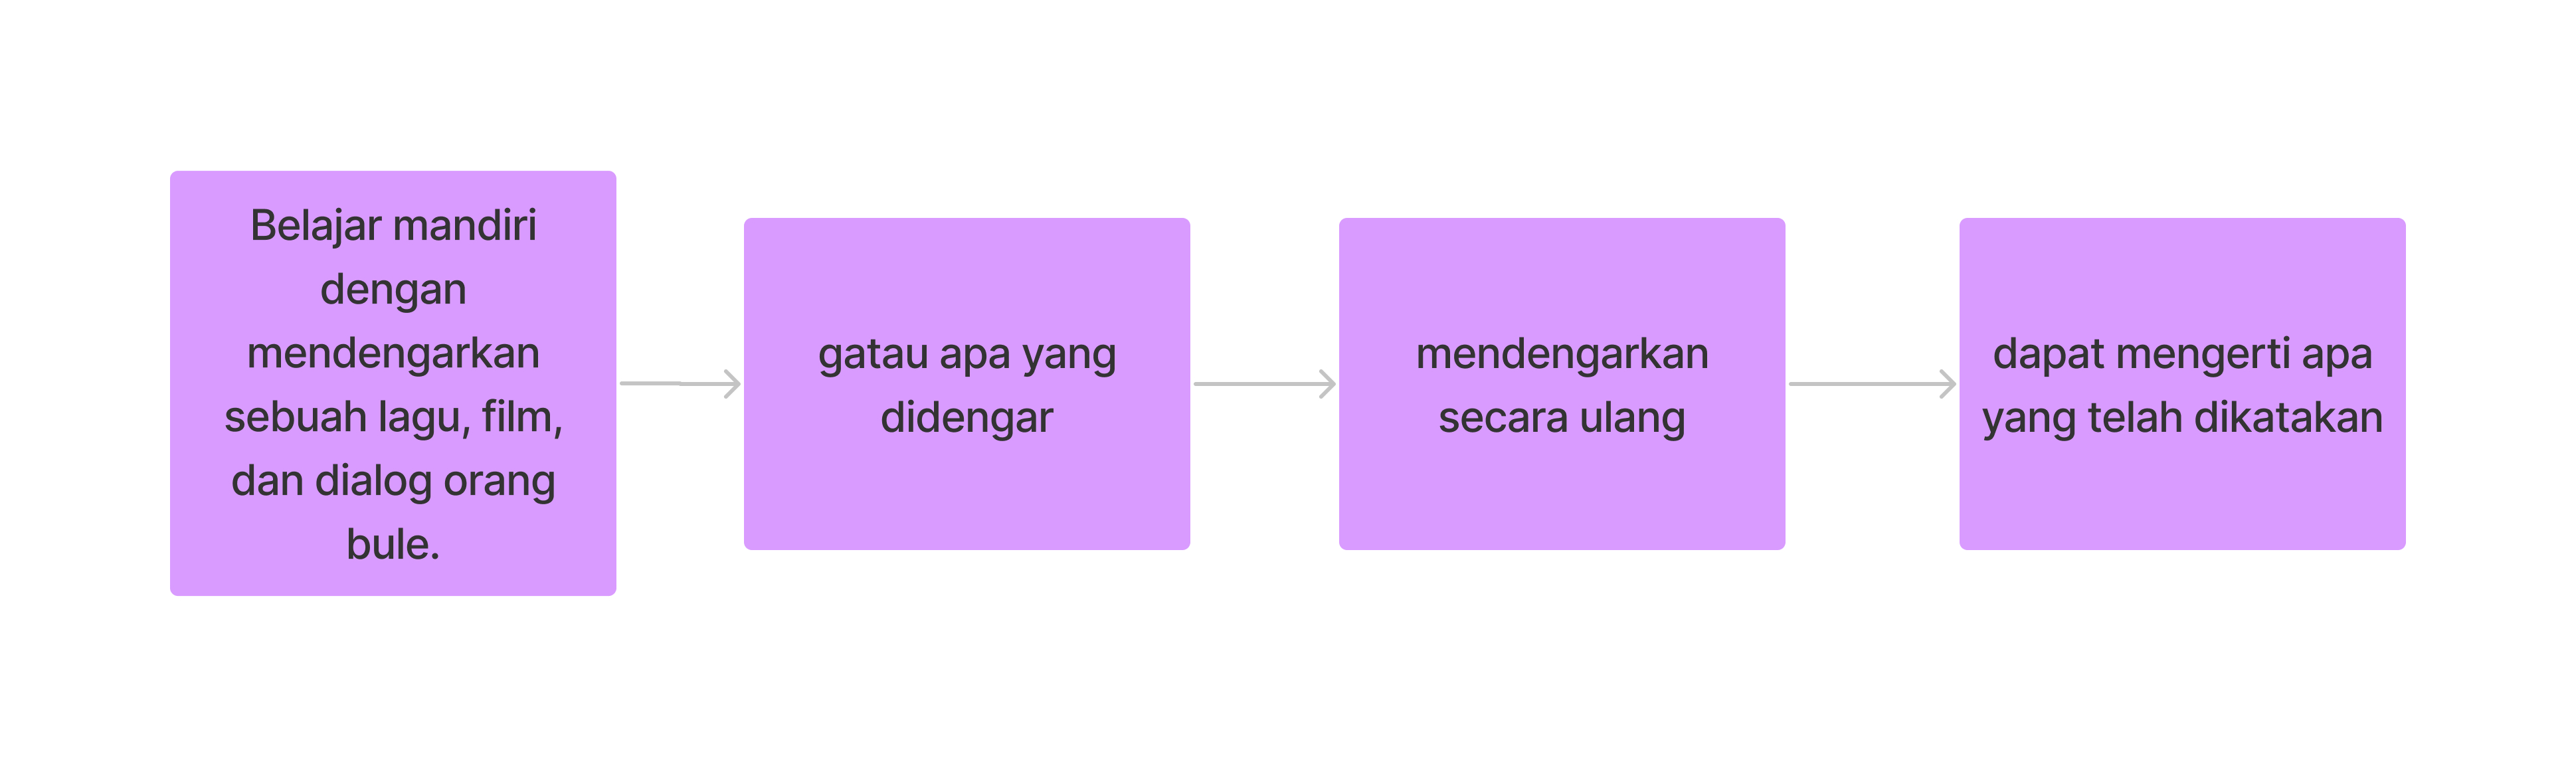 Belajar mandiri
dengan
mendengarkan
sebuah lagu, film,
dan dialog orang
bule.
gatau apa yang
didengar
mendengarkan
secara ulang
dapat mengerti apa
yang telah dikatakan